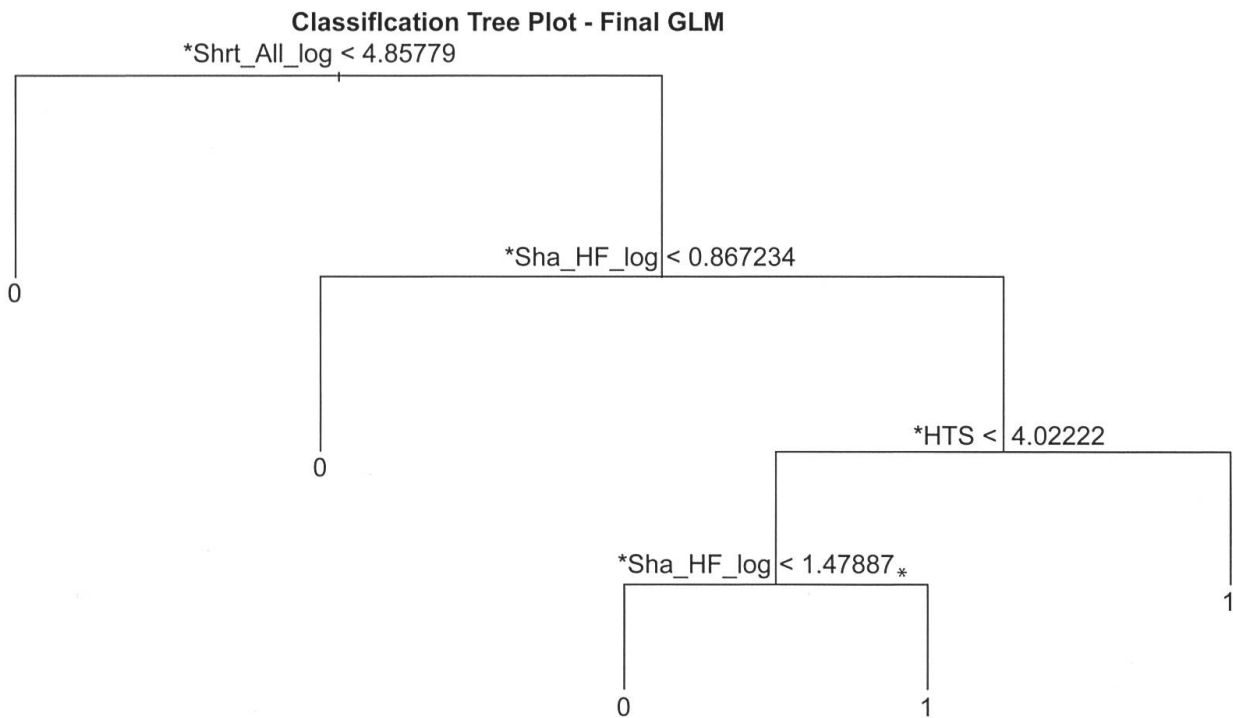 Classiflcation Tree Plot - Final GLM
*Shrt_All_log < 4.85779
*Sha_HF_log < 0.867234
0
*HTS < 4.02222
0
*Sha_HF_log < 1.47887*
1
0
1